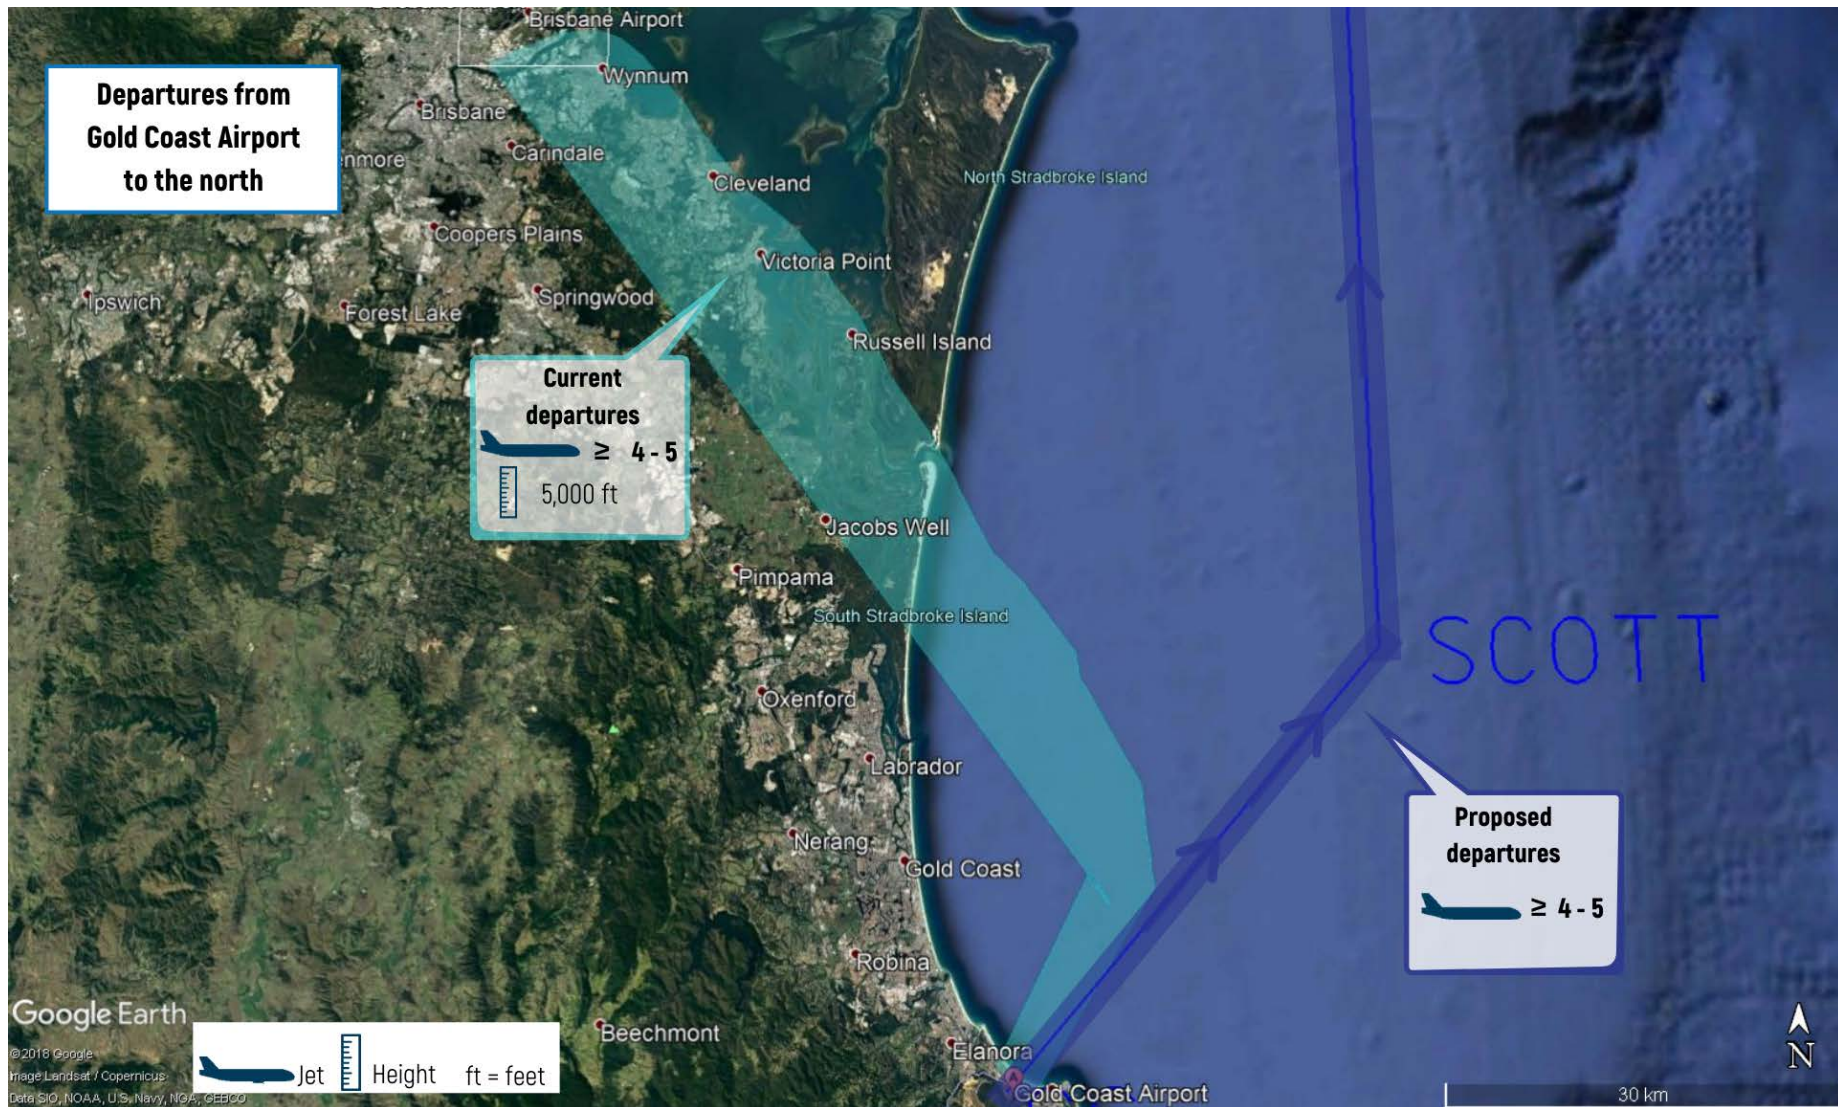 Brisbane Airport
Wynnum
Departures from
Gold Coast Airport
to the north
Brisbane
Carindale
enmore
Cleveland
North Stradbroke Island
Coopers Plains
Victoria Point
Ipswich
Springwood
Forest Lake
Russell Island
Current
departures
≥ 4 - 5
5,000 ft
Jacobs Well
Pimpama
South Stradbroke Island
SCOTT
Oxenford
Labrador
Proposed
departures
≥ 4 - 5
Nerang
Gold Coast
Robina
Google Earth
Beechmont
Elanora
© 2018 Google
Image Landsat / Copernicus
Data SIO, NOAA, U.S. Navy, NGA, GEBCO
Jet
Height
ft = feet
A
Gold Coast Airport
30 km
N